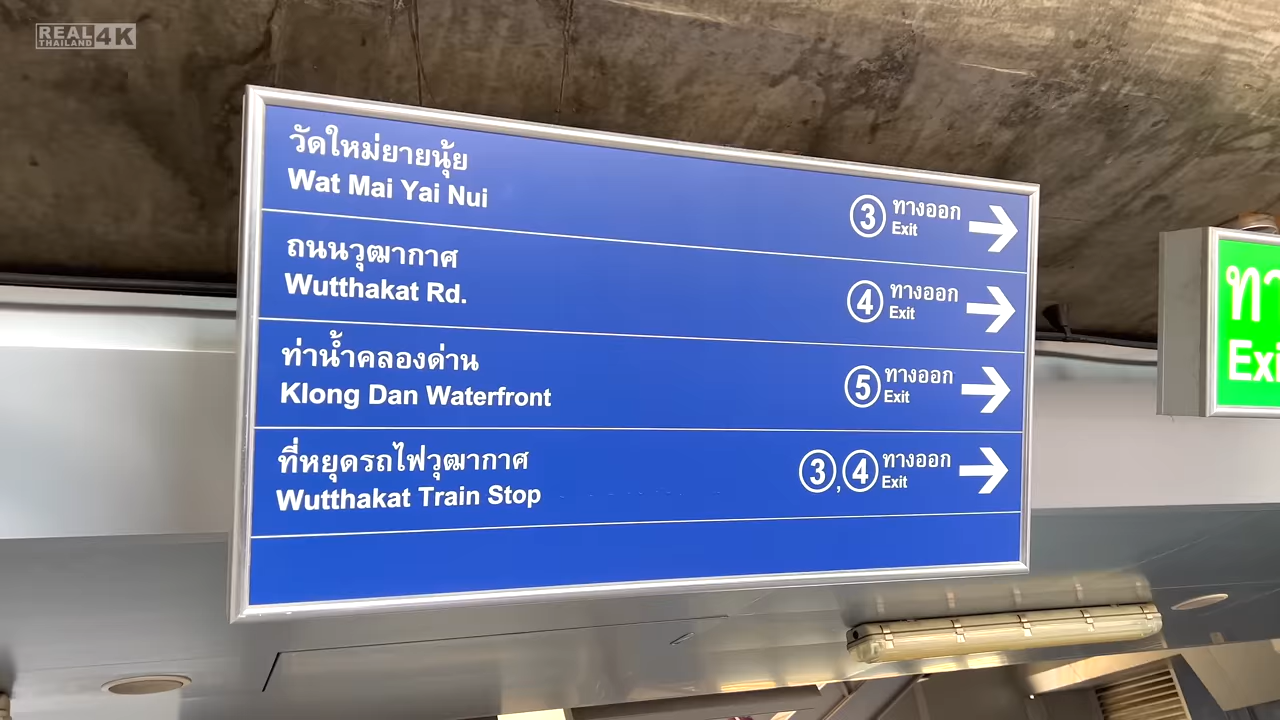 REAL 4K
THAILAND
วัดใหม่ยายนุ้ย
Wat Mai Yai Nui
3 ทางออก
Exit
ถนนวุฒากาศ
Wutthakat Rd.
4 ทางออก
Exit
ท่าน้ำคลองด่าน
Klong Dan Waterfront
5 ทางออก
Exit
ที่หยุดรถไฟวุฒากาศ
Wutthakat Train Stop
3 , 4 ทางออก
Exit